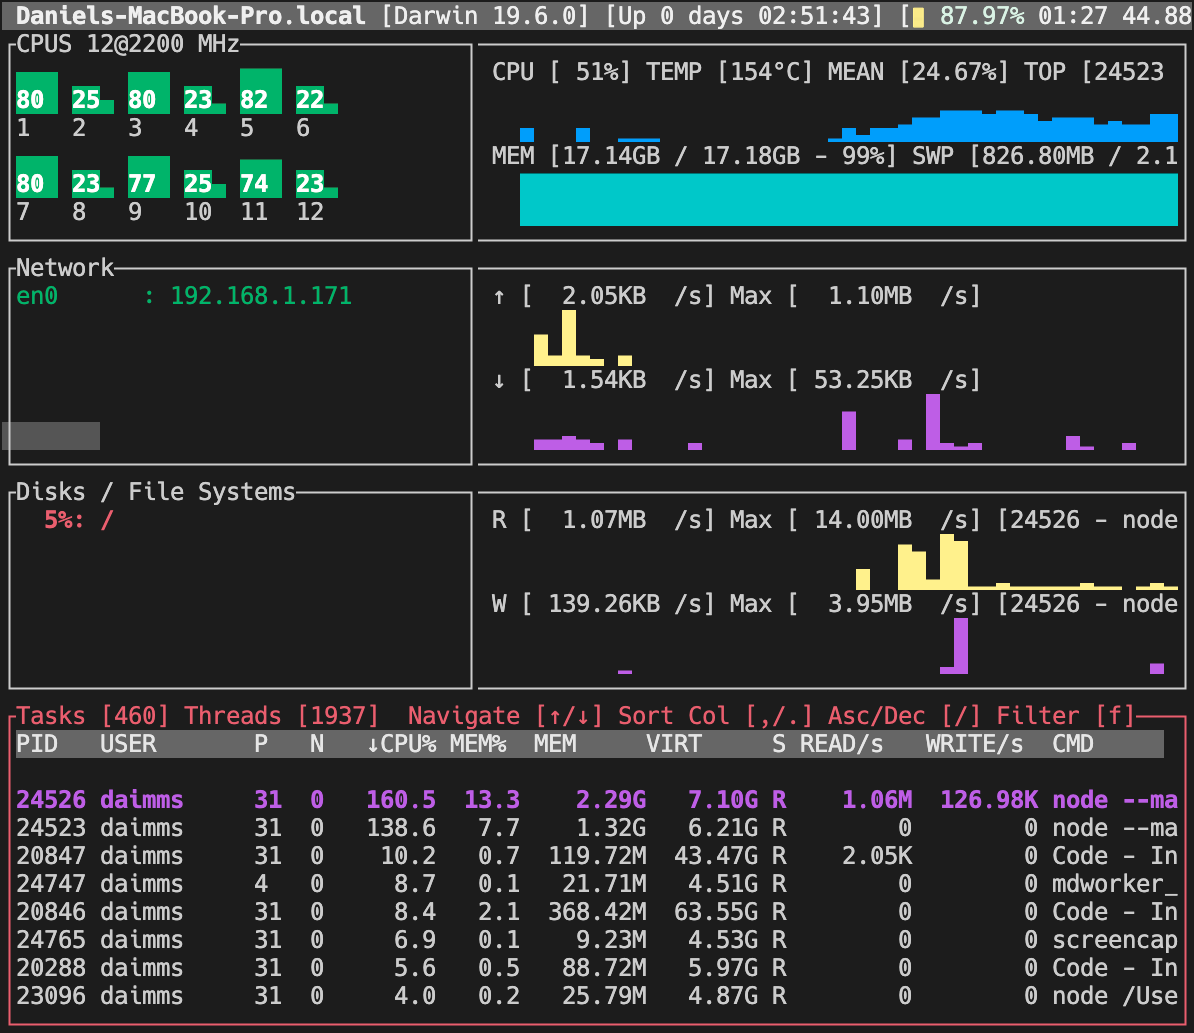 Daniels-MacBook-Pro.local [Darwin 19.6.0] [Up 0 days 02:51:43] [ 87.97% 01:27 44.88
CPUS 12@2200 MHz
80 25 80 23 82 22
1 2 3 4 5 6
80 23 77 25 74 23
7 8 9 10 11 12
CPU [ 51%] TEMP [154°C] MEAN [24.67%] TOP [24523
MEM [17.14GB / 17.18GB - 99%] SWP [826.80MB / 2.1
Network
en0 : 192.168.1.171
↑ [ 2.05KB /s] Max [ 1.10MB /s]
↓ [ 1.54KB /s] Max [ 53.25KB /s]
Disks / File Systems
5%: /
R [ 1.07MB /s] Max [ 14.00MB /s] [24526 - node
W [ 139.26KB /s] Max [ 3.95MB /s] [24526 - node
Tasks [460] Threads [1937] Navigate [↑/↓] Sort Col [,/.] Asc/Dec [/] Filter [f]
PID USER P N ↓CPU% MEM% MEM VIRT S READ/s WRITE/s CMD
24526 daimms 31 0 160.5 13.3 2.29G 7.10G R 1.06M 126.98K node --ma
24523 daimms 31 0 138.6 7.7 1.32G 6.21G R 0 0 node --ma
20847 daimms 31 0 10.2 0.7 119.72M 43.47G R 2.05K 0 Code - In
24747 daimms 4 0 8.7 0.1 21.71M 4.51G R 0 0 mdworker_
20846 daimms 31 0 8.4 2.1 368.42M 63.55G R 0 0 Code - In
24765 daimms 31 0 6.9 0.1 9.23M 4.53G R 0 0 screencap
20288 daimms 31 0 5.6 0.5 88.72M 5.97G R 0 0 Code - In
23096 daimms 31 0 4.0 0.2 25.79M 4.87G R 0 0 node /Use